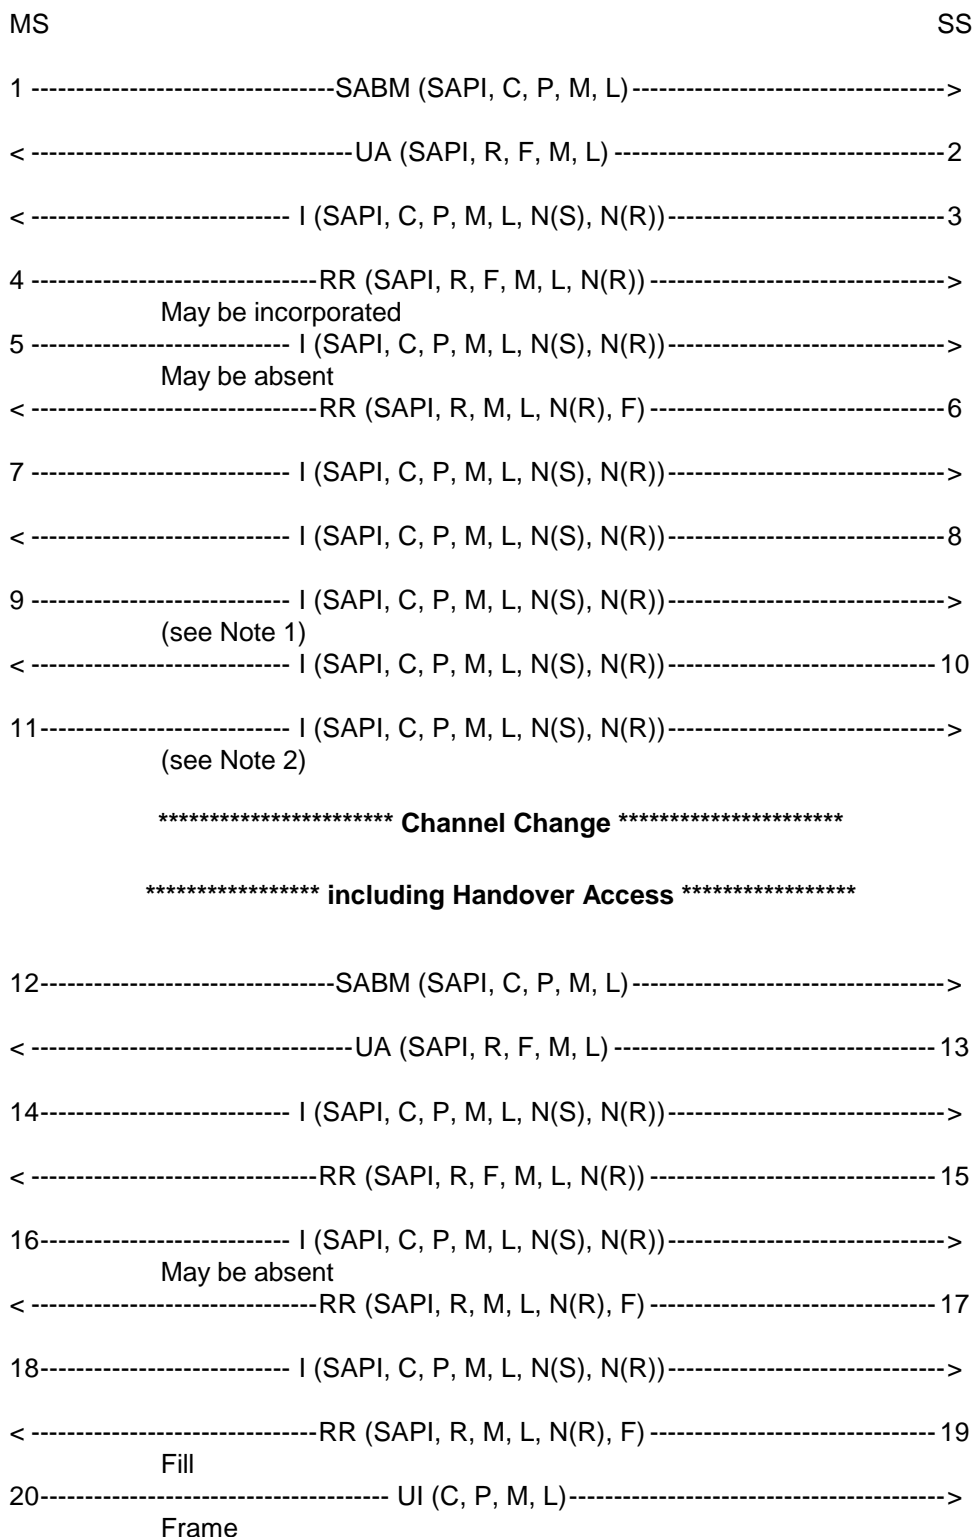 MS SS
1 ----------------------------------SABM (SAPI, C, P, M, L)----------------------------------->
< ------------------------------------UA (SAPI, R, F, M, L) -------------------------------------2
< ----------------------------- I (SAPI, C, P, M, L, N(S), N(R))-------------------------------3
4 --------------------------------RR (SAPI, R, F, M, L, N(R)) --------------------------------->
May be incorporated
5 ----------------------------- I (SAPI, C, P, M, L, N(S), N(R))------------------------------->
May be absent
< --------------------------------RR (SAPI, R, M, L, N(R), F) ---------------------------------6
7 ----------------------------- I (SAPI, C, P, M, L, N(S), N(R))------------------------------->
< ----------------------------- I (SAPI, C, P, M, L, N(S), N(R))-------------------------------8
9 ----------------------------- I (SAPI, C, P, M, L, N(S), N(R))------------------------------->
(see Note 1)
< ----------------------------- I (SAPI, C, P, M, L, N(S), N(R))------------------------------ 10
11---------------------------- I (SAPI, C, P, M, L, N(S), N(R))------------------------------->
(see Note 2)
*********************** Channel Change **********************
***************** including Handover Access *****************
12---------------------------------SABM (SAPI, C, P, M, L)----------------------------------->
< ------------------------------------UA (SAPI, R, F, M, L) ------------------------------------ 13
14---------------------------- I (SAPI, C, P, M, L, N(S), N(R))------------------------------->
< --------------------------------RR (SAPI, R, F, M, L, N(R)) -------------------------------- 15
16---------------------------- I (SAPI, C, P, M, L, N(S), N(R))------------------------------->
May be absent
< --------------------------------RR (SAPI, R, M, L, N(R), F) -------------------------------- 17
18---------------------------- I (SAPI, C, P, M, L, N(S), N(R))------------------------------->
< --------------------------------RR (SAPI, R, M, L, N(R), F) -------------------------------- 19
Fill
20--------------------------------------- UI (C, P, M, L)------------------------------------------>
Frame